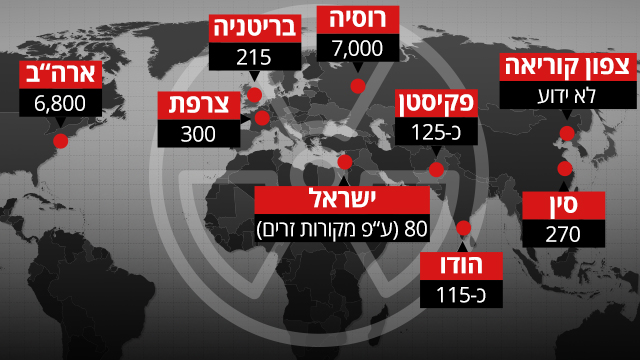 רוסיה
7,000
בריטניה
215
צפון קוריאה
לא ידוע
ארה״ב
6,800
צרפת
300
פקיסטן
כ-125
ישראל
80 (ע״פ מקורות זרים)
סין
270
הודו
כ-115